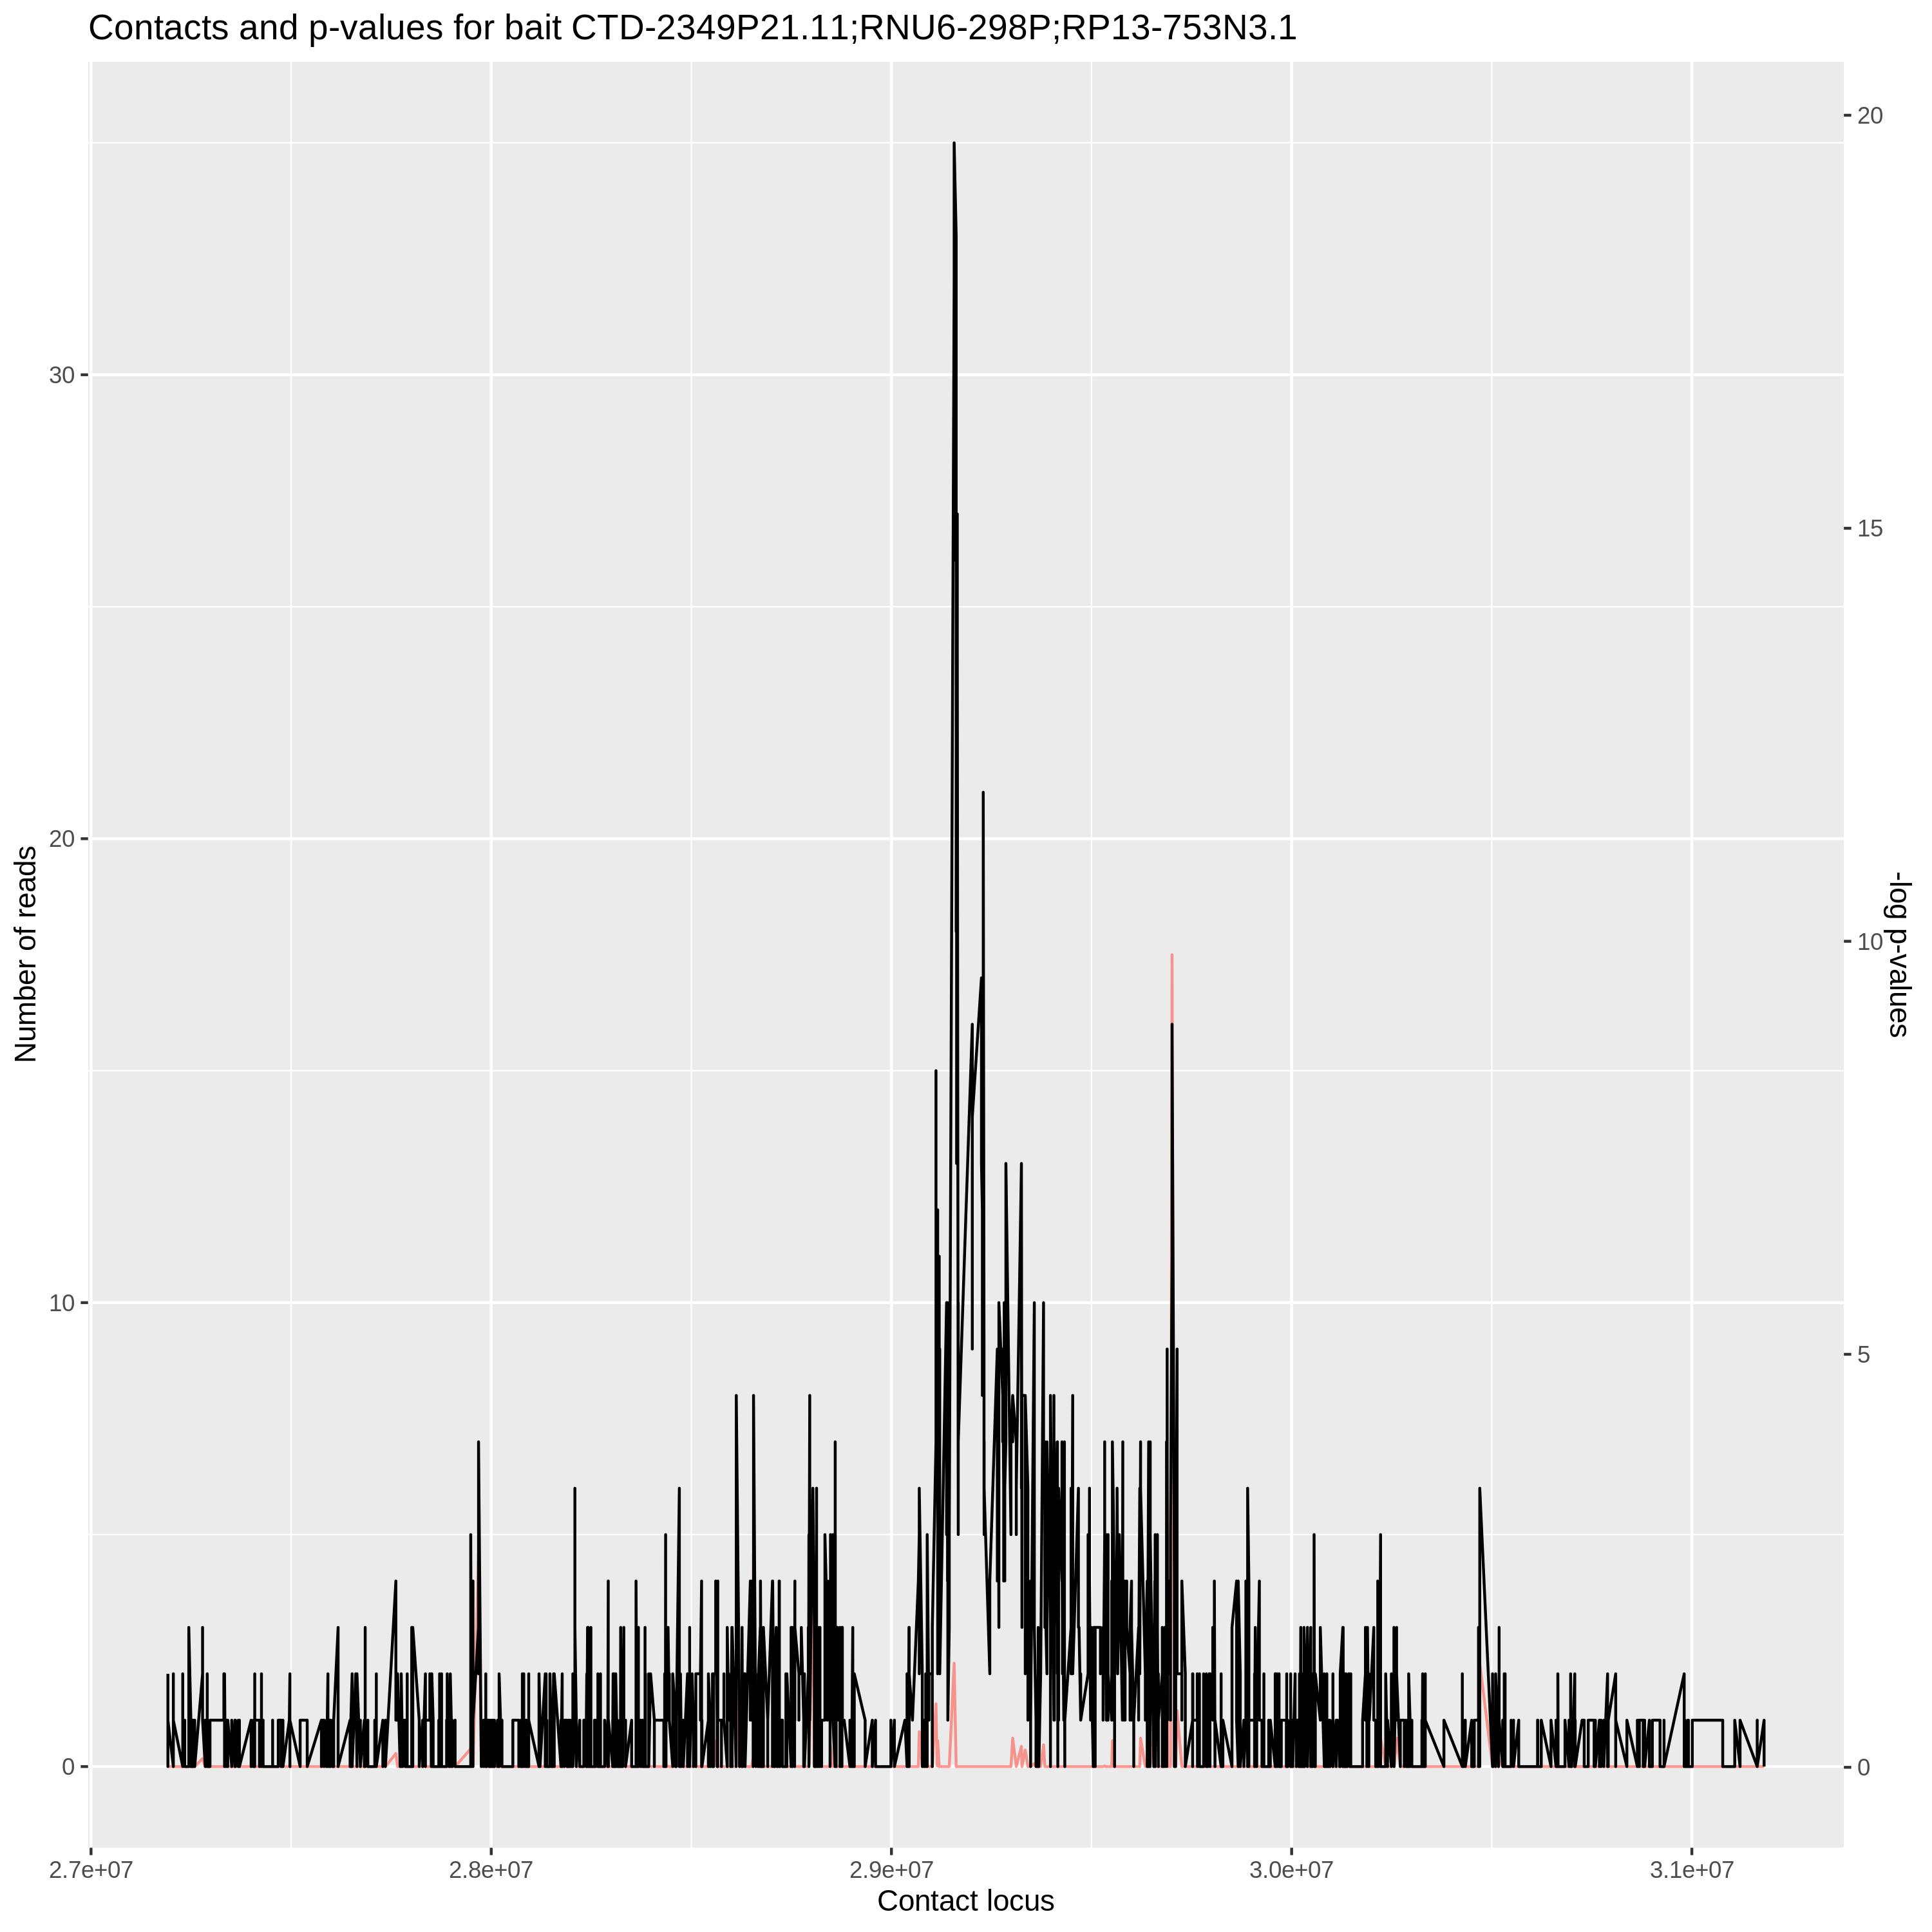 Contacts and p-values for bait CTD-2349P21.11;RNU6-298P;RP13-753N3.1
Number of reads
30
20
10
0
20
15
10
5
0
-log p-values
2.7e+07 2.8e+07 2.9e+07 3.0e+07 3.1e+07
Contact locus